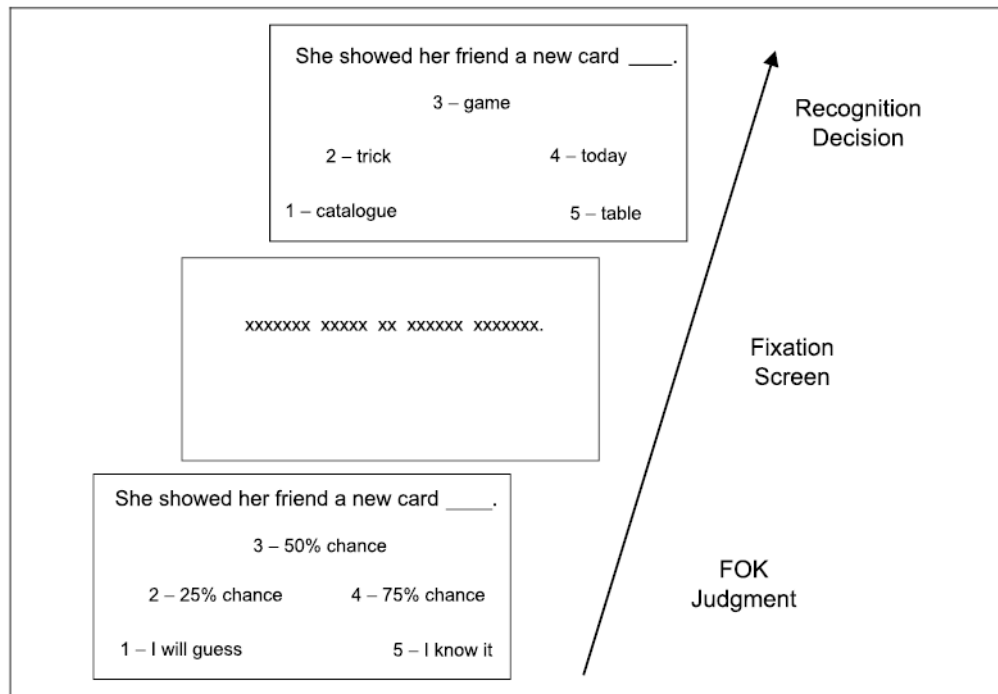 She showed her friend a new card ____.
3 – game
2 – trick
4 – today
1 – catalogue
5 – table
Recognition
Decision
xxxxxxx xxxxx xx xxxxxx xxxxxxx.
Fixation
Screen
She showed her friend a new card ____.
3 – 50% chance
2 – 25% chance
4 – 75% chance
1 – I will guess
5 – I know it
FOK
Judgment